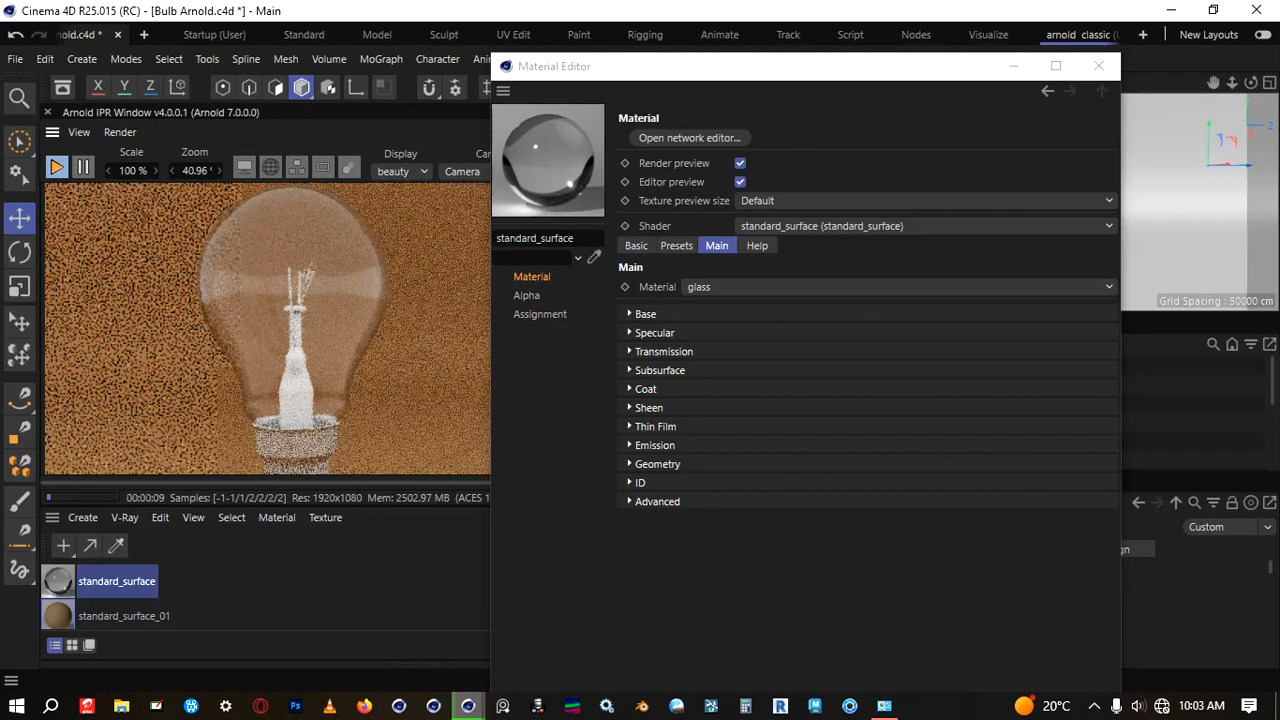 Cinema 4D R25.015 (RC) - [Bulb Arnold.c4d *] - Main
nold.c4d *
Startup (User)
Standard
Model
Sculpt
UV Edit
Paint
Rigging
Animate
Track
Script
Nodes
Visualize
arnold_classic (U
New Layouts
File
Edit
Create
Modes
Select
Tools
Spline
Mesh
Volume
MoGraph
Character
Material Editor
X
Y
Z
Arnold IPR Window v4.0.0.1 (Arnold 7.0.0.0)
View
Render
Scale
Zoom
Display
100 %
40.96 %
beauty
Camera
Material
Open network editor...
Render preview
Editor preview
Texture preview size
Default
Shader
standard_surface (standard_surface)
Basic
Presets
Main
Help
standard_surface
Material
Alpha
Assignment
Main
Material
glass
Base
Specular
Transmission
Subsurface
Coat
Sheen
Thin Film
Emission
Geometry
ID
Advanced
Z
Grid Spacing : 50000 cm
Custom
gn
00:00:09 Samples: [-1-1/1/2/2/2/2] Res: 1920x1080 Mem: 2502.97 MB (ACES 1
Create
V-Ray
Edit
View
Select
Material
Texture
standard_surface
standard_surface_01
20°C
10:03 AM